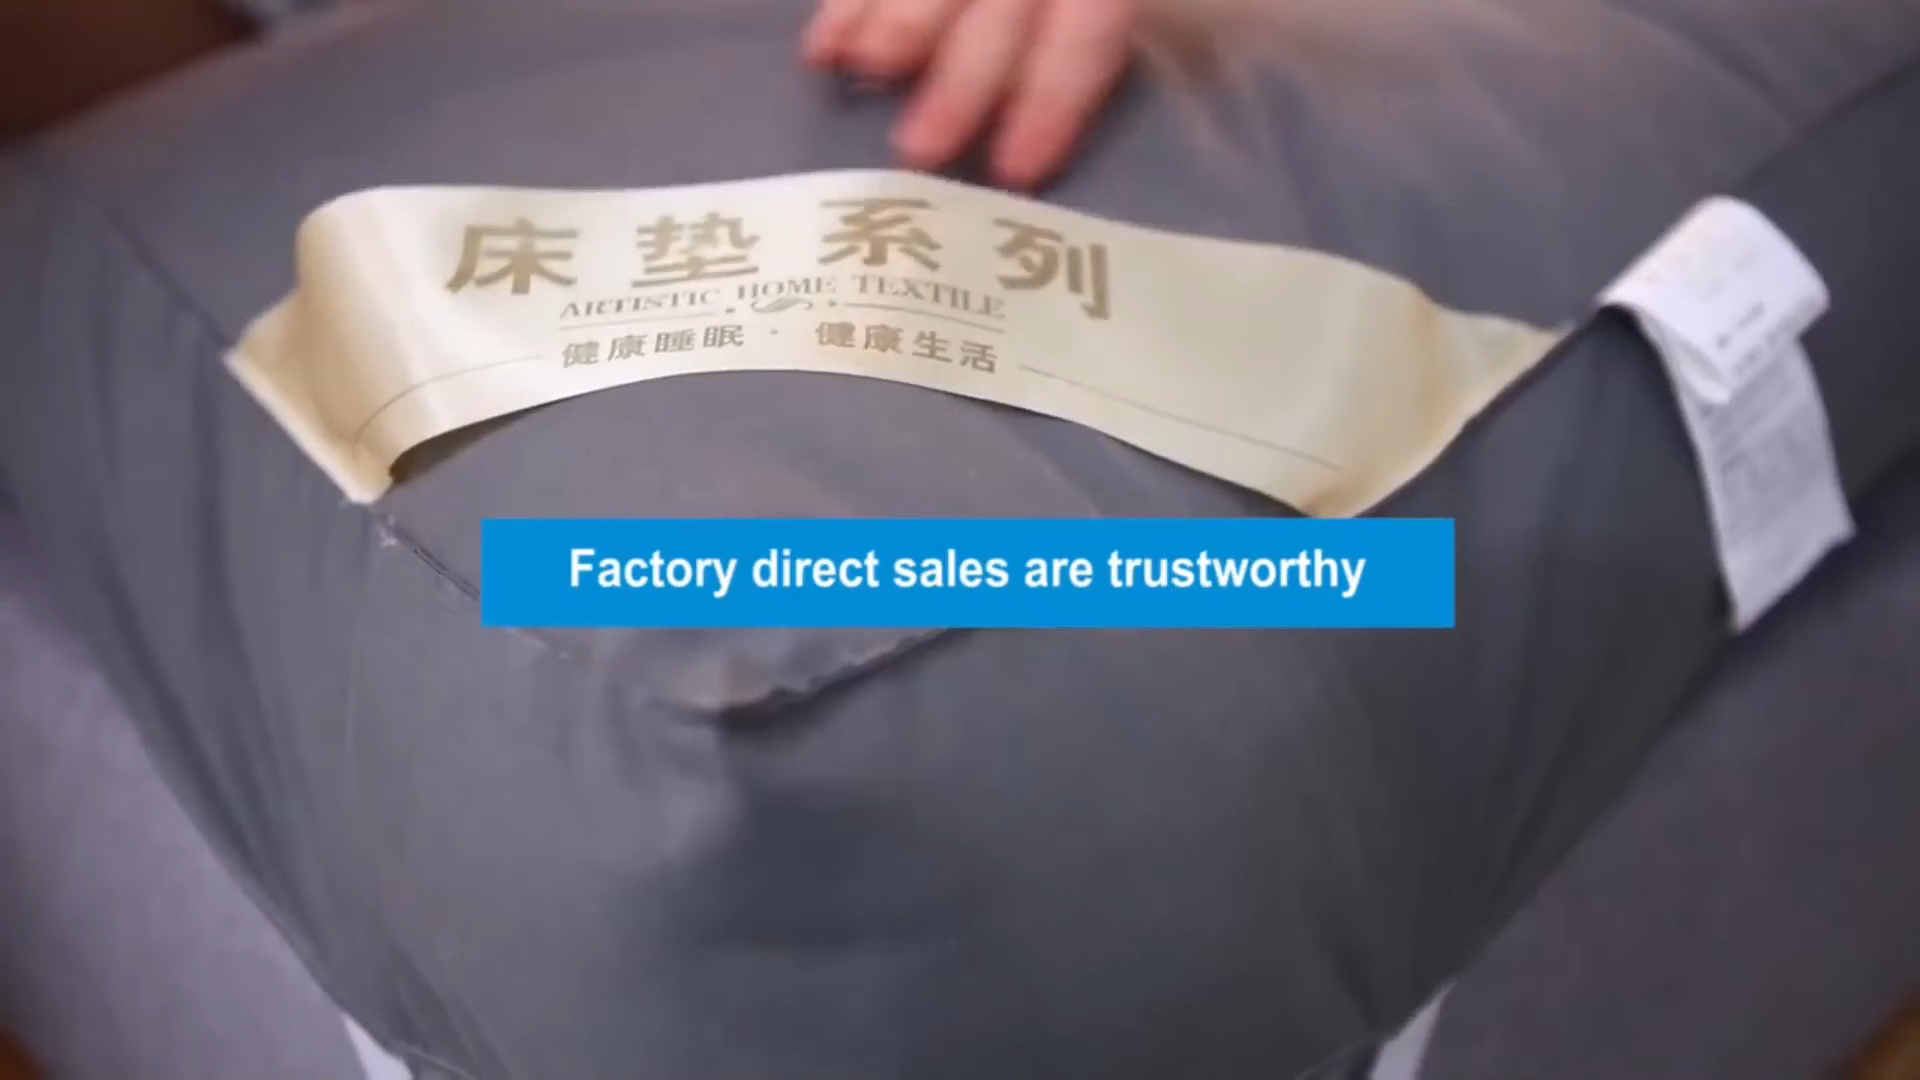 床垫系列
ARTISTIC HOME TEXTILE
健康睡眠 · 健康生活
Factory direct sales are trustworthy